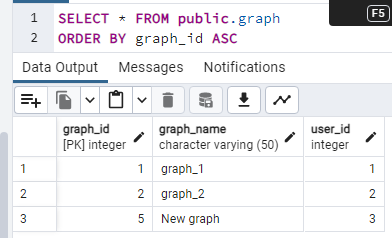 F5
1 SELECT * FROM public.graph
2 ORDER BY graph_id ASC
Data Output Messages Notifications
graph_id graph_name user_id
[PK] integer character varying (50) integer
1 1 graph_1 1
2 2 graph_2 2
3 5 New graph 3